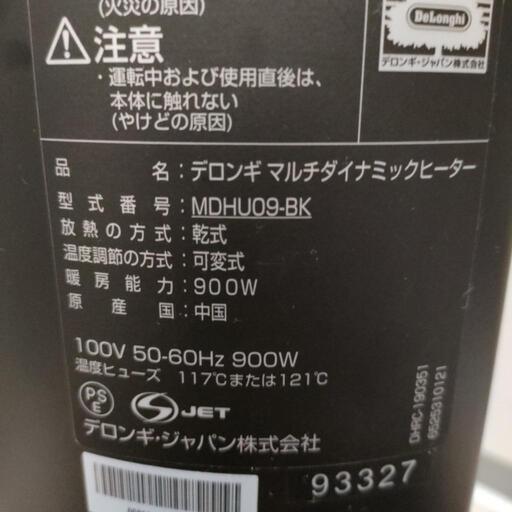 (火災の原因)
注意
・運転中および使用直後は、
本体に触れない
(やけどの原因)
DeLonghi
デロンギ・ジャパン株式会社
品名：デロンギ マルチダイナミックヒーター
型式番号：MDHU09-BK
放熱の方式：乾式
温度調節の方式：可変式
暖房能力：900W
原産国：中国
100V 50-60Hz 900W
温度ヒューズ 117℃または121℃
PSE
S JET
デロンギ・ジャパン株式会社
DHRC-190351
6525310121
93327